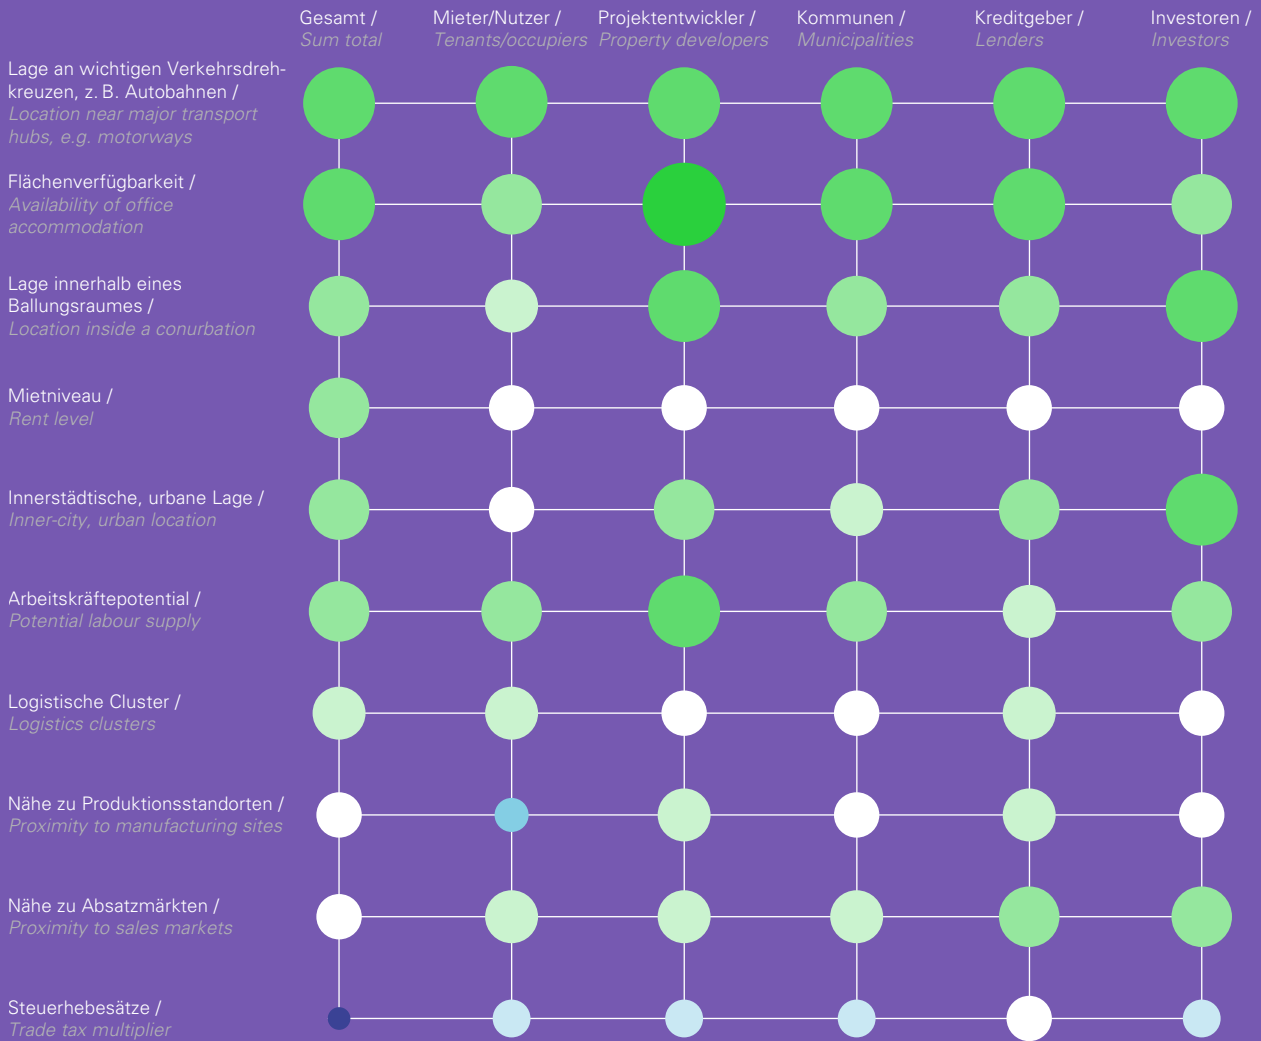 Gesamt /
Sum total
Mieter/Nutzer /
Tenants/occupiers
Projektentwickler /
Property developers
Kommunen /
Municipalities
Kreditgeber /
Lenders
Investoren /
Investors
Lage an wichtigen Verkehrsdreh-
kreuzen, z. B. Autobahnen /
Location near major transport
hubs, e.g. motorways
Flächenverfügbarkeit /
Availability of office
accommodation
Lage innerhalb eines
Ballungsraumes /
Location inside a conurbation
Mietniveau /
Rent level
Innerstädtische, urbane Lage /
Inner-city, urban location
Arbeitskräftepotential /
Potential labour supply
Logistische Cluster /
Logistics clusters
Nähe zu Produktionsstandorten /
Proximity to manufacturing sites
Nähe zu Absatzmärkten /
Proximity to sales markets
Steuerhebesätze /
Trade tax multiplier